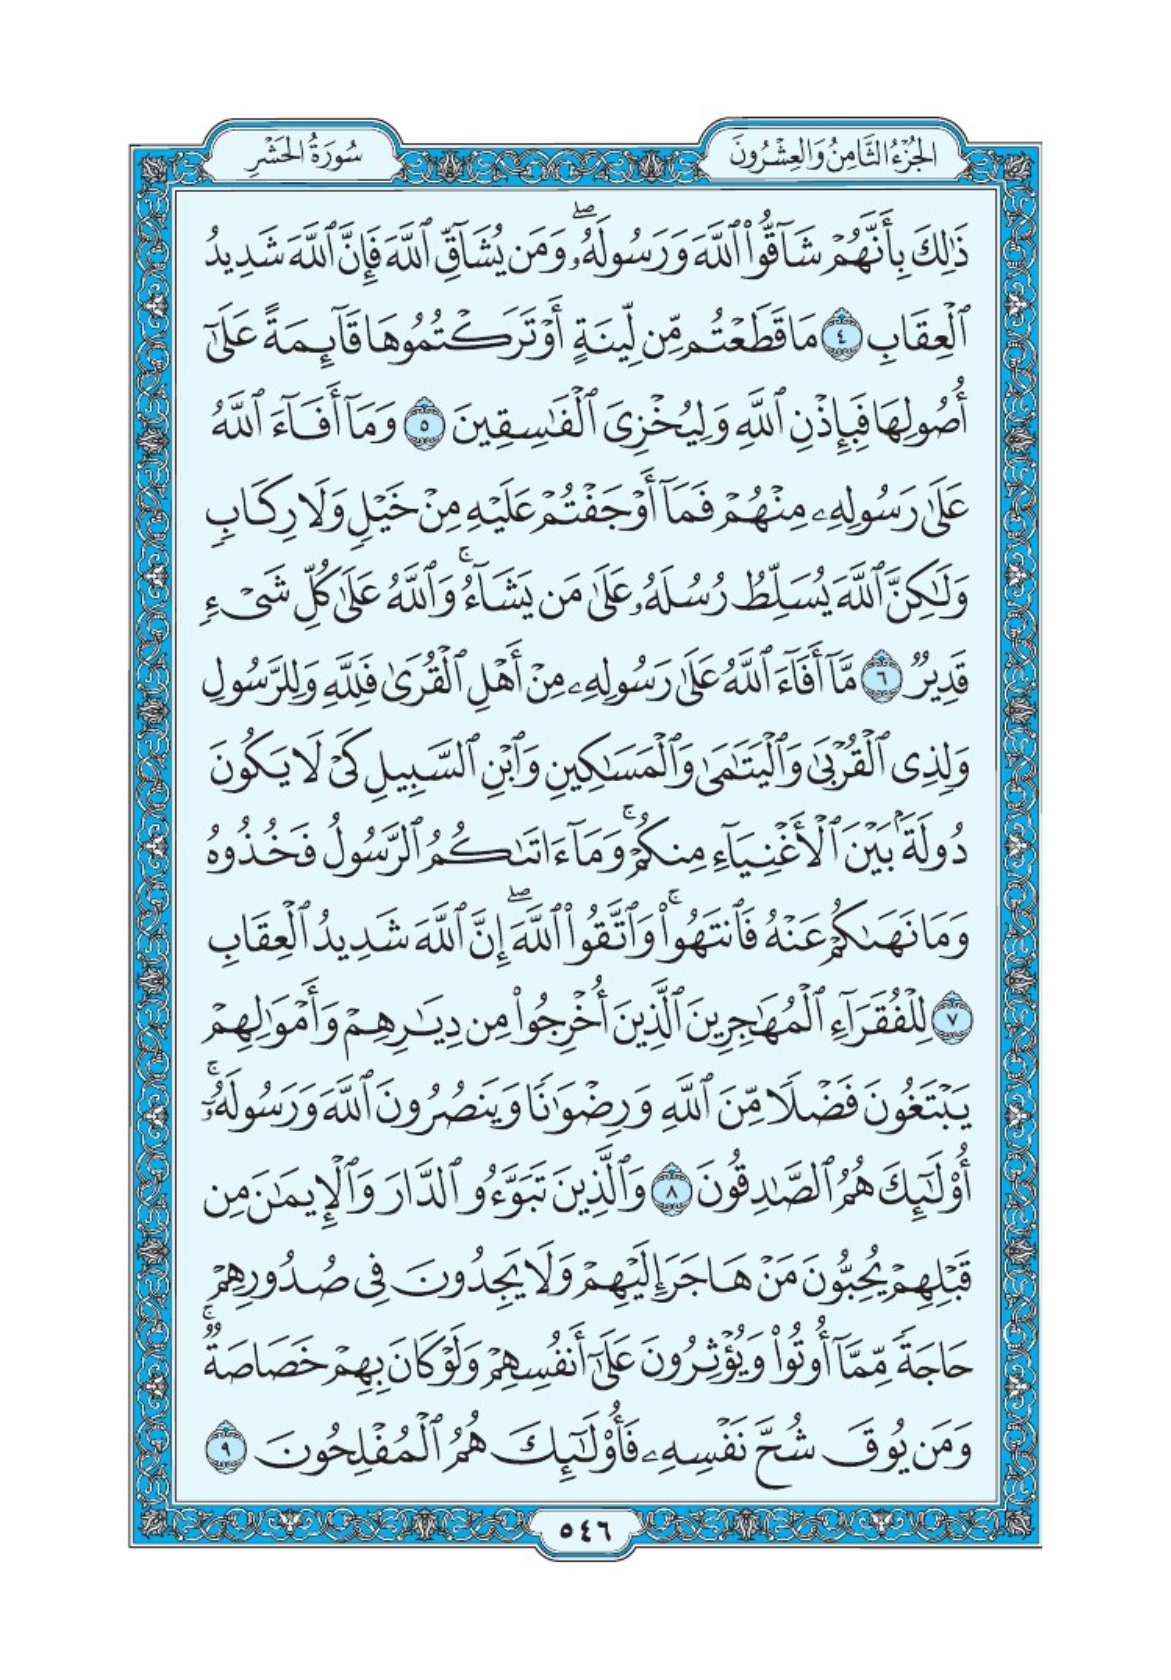 الجُزْءُ الثَّامِنُ وَالعِشْرُونَ
سُورَةُ الحَشْرِ
ذَٰلِكَ بِأَنَّهُمْ شَآقُّوا۟ ٱللَّهَ وَرَسُولَهُۥۖ وَمَن يُشَآقِّ ٱللَّهَ فَإِنَّ ٱللَّهَ شَدِيدُ
ٱلْعِقَابِ ٤ مَا قَطَعْتُم مِّن لِّينَةٍ أَوْ تَرَكْتُمُوهَا قَآئِمَةً عَلَىٰٓ
أُصُولِهَا فَبِإِذْنِ ٱللَّهِ وَلِيُخْزِىَ ٱلْفَـٰسِقِينَ ٥ وَمَآ أَفَآءَ ٱللَّهُ
عَلَىٰ رَسُولِهِۦ مِنْهُمْ فَمَآ أَوْجَفْتُمْ عَلَيْهِ مِنْ خَيْلٍ وَلَا رِكَابٍ
وَلَـٰكِنَّ ٱللَّهَ يُسَلِّطُ رُسُلَهُۥ عَلَىٰ مَن يَشَآءُۚ وَٱللَّهُ عَلَىٰ كُلِّ شَىْءٍ
قَدِيرٌ ٦ مَّآ أَفَآءَ ٱللَّهُ عَلَىٰ رَسُولِهِۦ مِنْ أَهْلِ ٱلْقُرَىٰ فَلِلَّهِ وَلِلرَّسُولِ
وَلِذِى ٱلْقُرْبَىٰ وَٱلْيَتَـٰمَىٰ وَٱلْمَسَـٰكِينِ وَٱبْنِ ٱلسَّبِيلِ كَىْ لَا يَكُونَ
دُولَةًۢ بَيْنَ ٱلْأَغْنِيَآءِ مِنكُمْۚ وَمَآ ءَاتَىٰكُمُ ٱلرَّسُولُ فَخُذُوهُ
وَمَا نَهَىٰكُمْ عَنْهُ فَٱنتَهُوا۟ۚ وَٱتَّقُوا۟ ٱللَّهَۖ إِنَّ ٱللَّهَ شَدِيدُ ٱلْعِقَابِ
٧ لِلْفُقَرَآءِ ٱلْمُهَـٰجِرِينَ ٱلَّذِينَ أُخْرِجُوا۟ مِن دِيَـٰرِهِمْ وَأَمْوَٰلِهِمْ
يَبْتَغُونَ فَضْلًا مِّنَ ٱللَّهِ وَرِضْوَٰنًا وَيَنصُرُونَ ٱللَّهَ وَرَسُولَهُۥٓۚ
أُو۟لَـٰٓئِكَ هُمُ ٱلصَّـٰدِقُونَ ٨ وَٱلَّذِينَ تَبَوَّءُو ٱلدَّارَ وَٱلْإِيمَـٰنَ مِن
قَبْلِهِمْ يُحِبُّونَ مَنْ هَاجَرَ إِلَيْهِمْ وَلَا يَجِدُونَ فِى صُدُورِهِمْ
حَاجَةً مِّمَّآ أُوتُوا۟ وَيُؤْثِرُونَ عَلَىٰٓ أَنفُسِهِمْ وَلَوْ كَانَ بِهِمْ خَصَاصَةٌۚ
وَمَن يُوقَ شُحَّ نَفْسِهِۦ فَأُو۟لَـٰٓئِكَ هُمُ ٱلْمُفْلِحُونَ ٩
٥٤٦